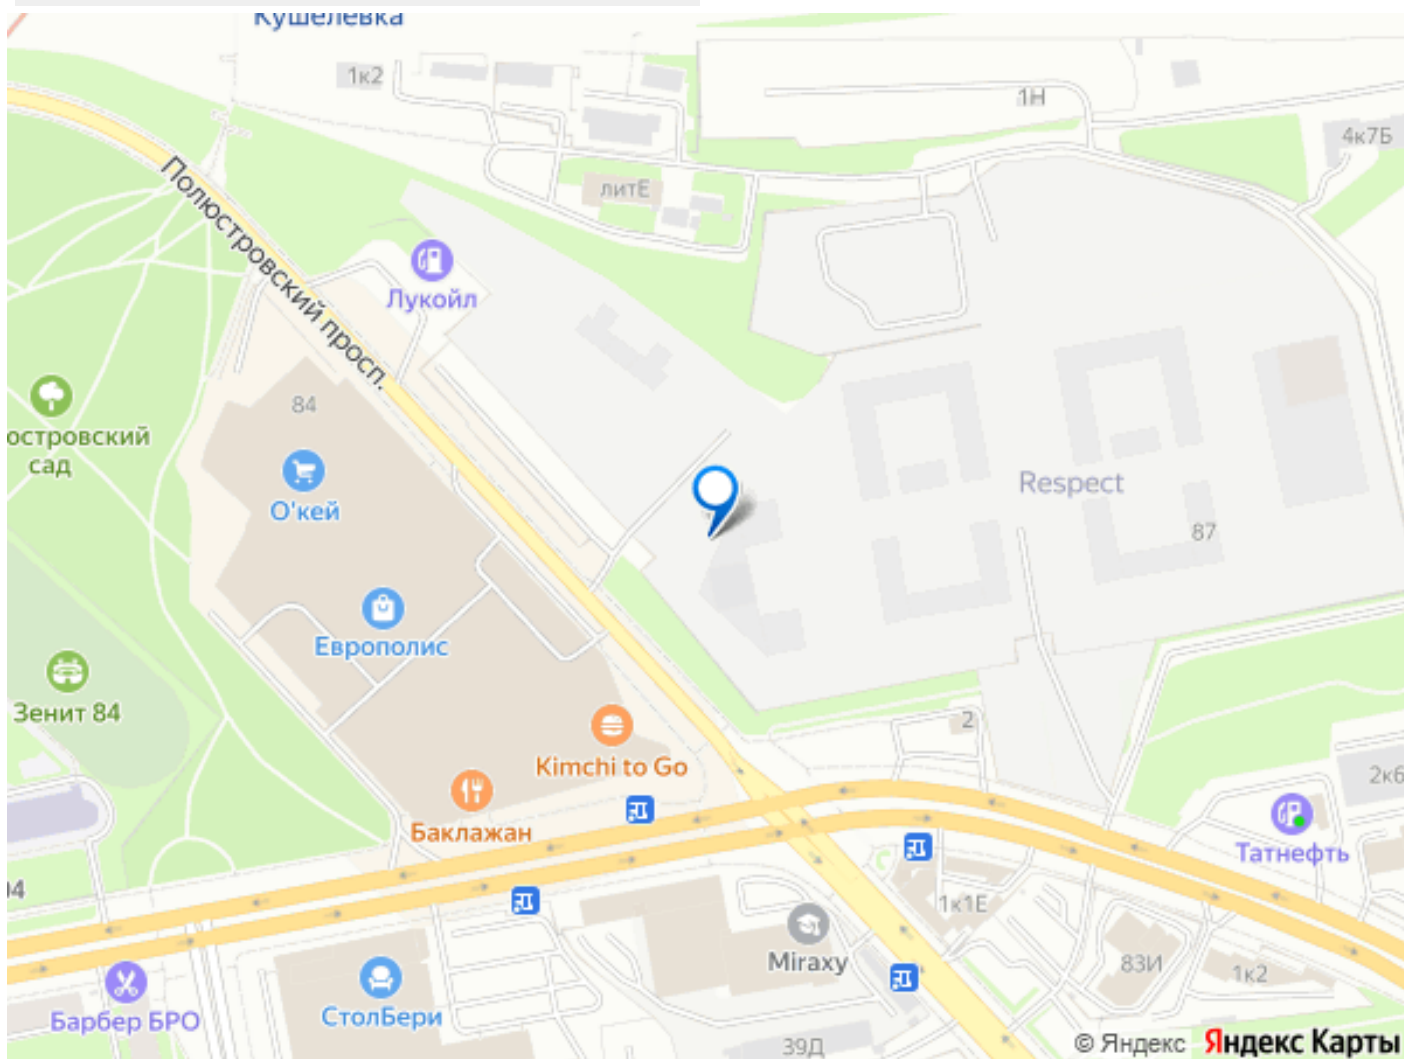 Кушелевка
1к2
1Н
4к7Б
литЕ
Полюстровский просп.
Лукойл
84
островский
сад
О'кей
Respect
87
Европолис
Зенит 84
2
Kimchi to Go
2к6
Баклажан
Татнефть
04
1к1Е
Miraxy
83И
1к2
СтолБери
Барбер БРО
39Д
© Яндекс Яндекс Карты